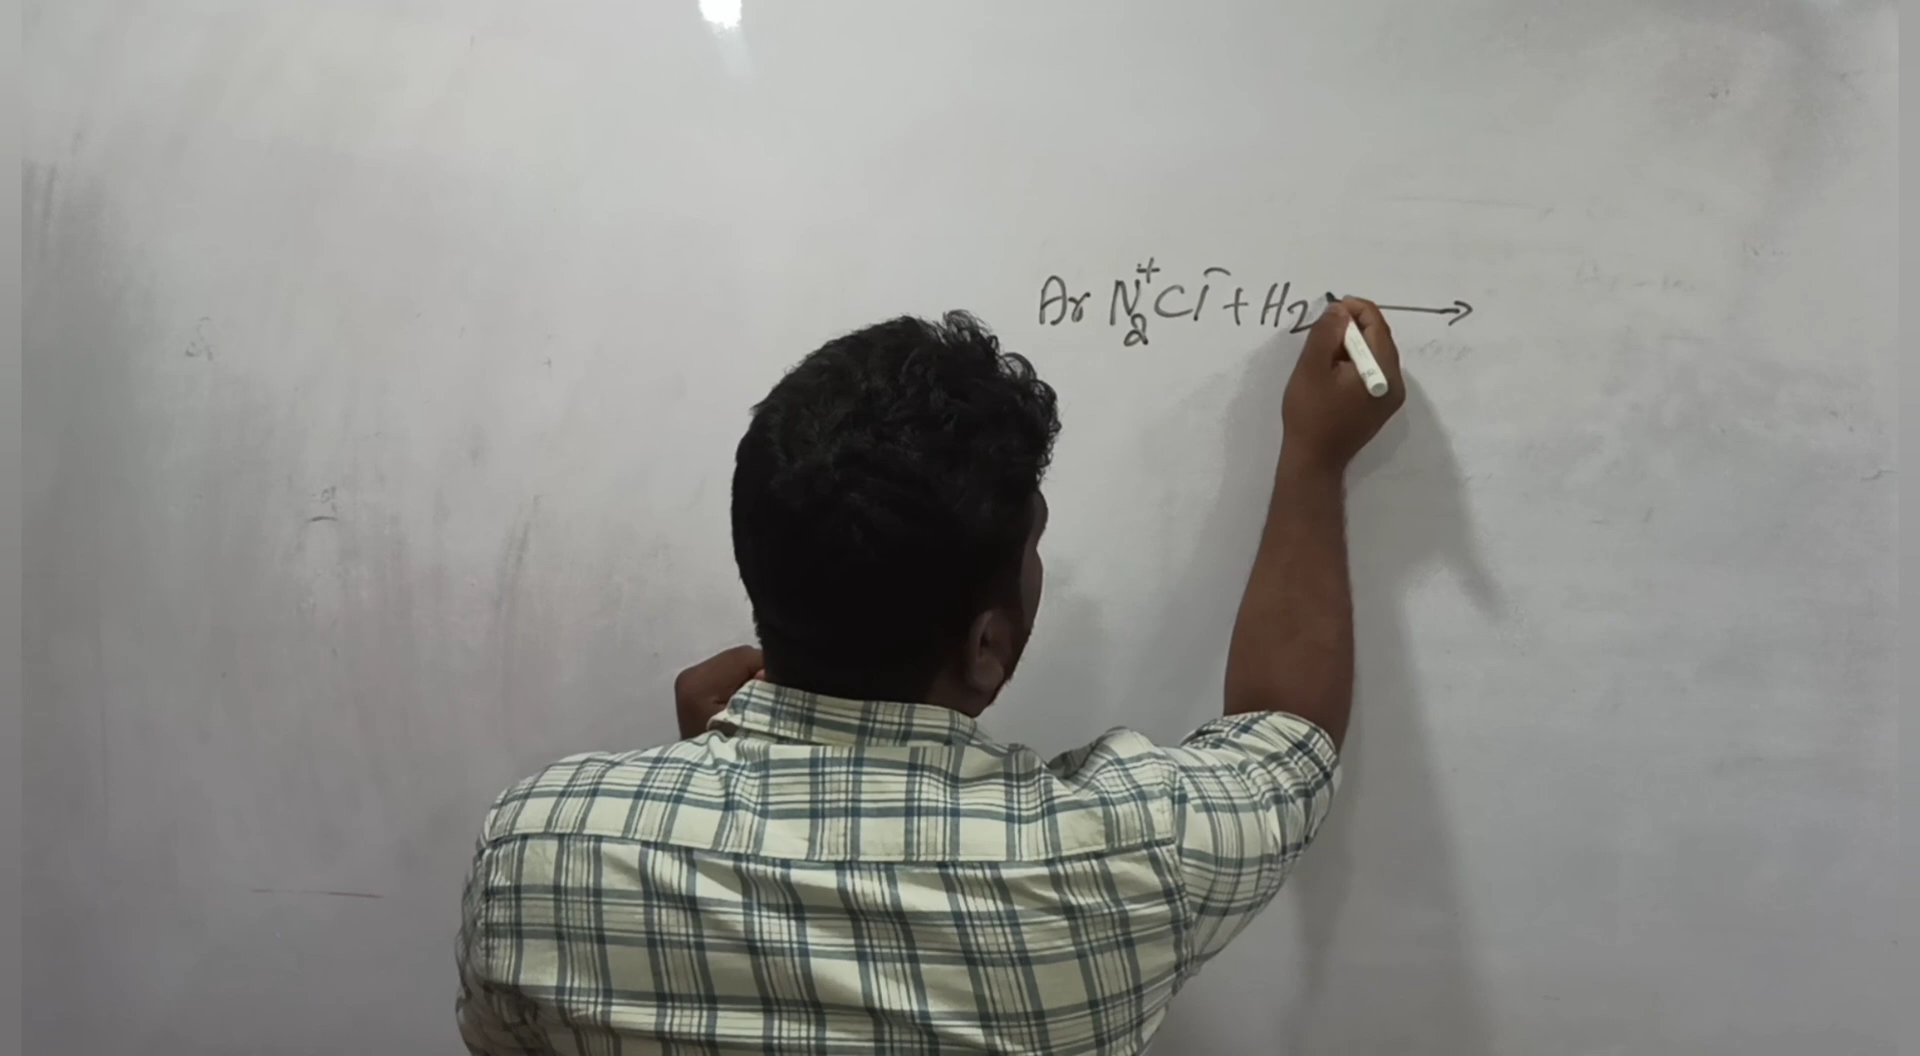 Ar N₂⁺Cl⁻ + H₂ →